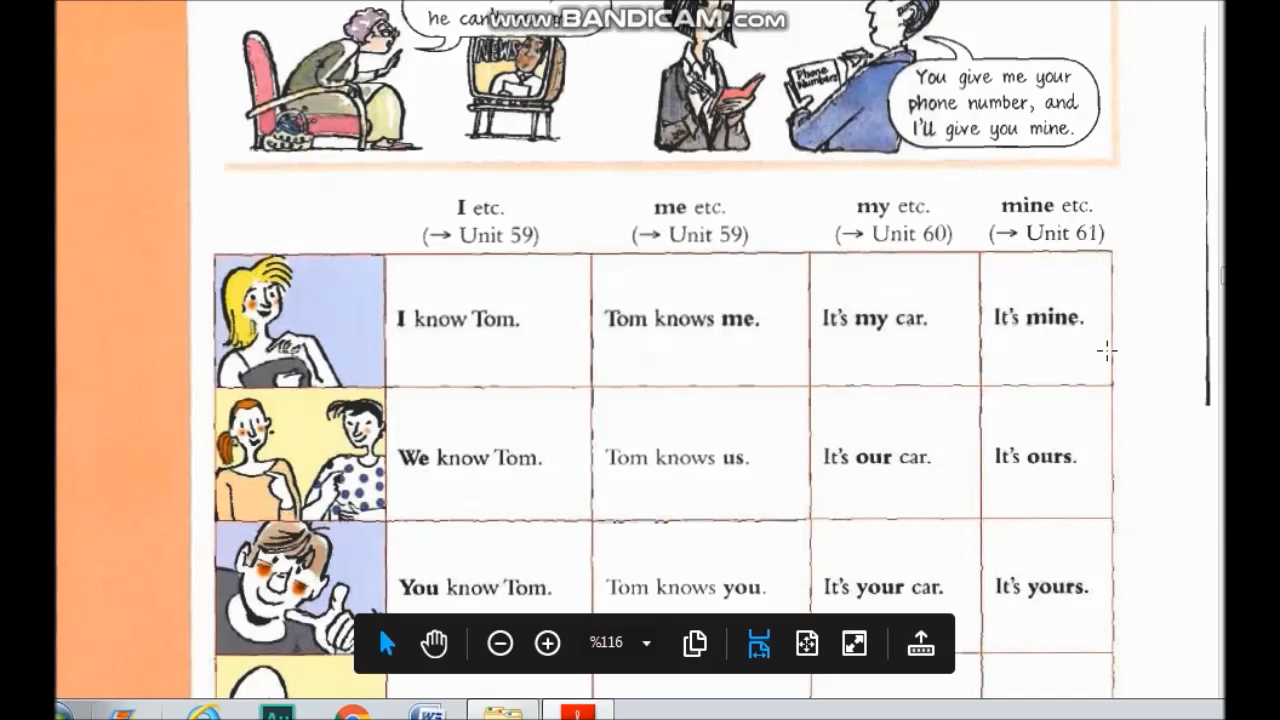 he can't
www.BANDICAM.com
NEWS
Phone
Numbers
You give me your
phone number, and
I'll give you mine.
I etc.
(→ Unit 59)
me etc.
(→ Unit 59)
my etc.
(→ Unit 60)
mine etc.
(→ Unit 61)
I know Tom.
Tom knows me.
It's my car.
It's mine.
We know Tom.
Tom knows us.
It's our car.
It's ours.
You know Tom.
Tom knows you.
It's your car.
It's yours.
%116
Au
W